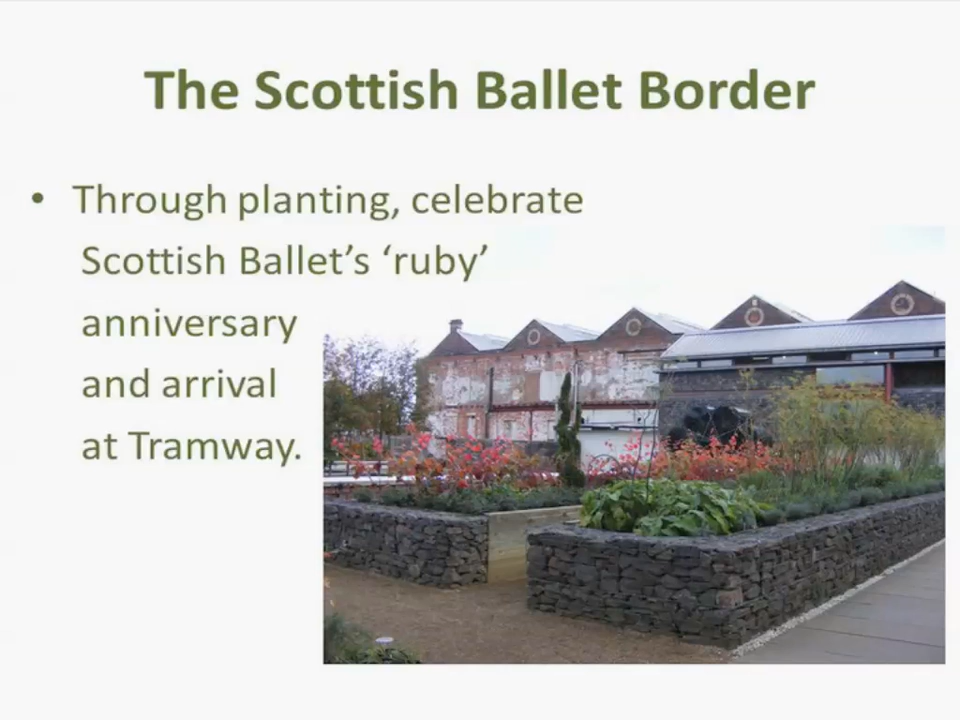 The Scottish Ballet Border
• Through planting, celebrate
Scottish Ballet’s ‘ruby’
anniversary
and arrival
at Tramway.